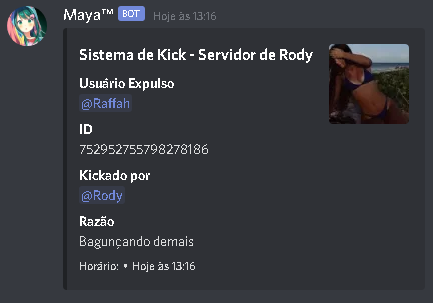 Maya™ BOT Hoje às 13:16
Sistema de Kick - Servidor de Rody
Usuário Expulso
@Raffah
ID
752952755798278186
Kickado por
@Rody
Razão
Bagunçando demais
Horário: • Hoje às 13:16